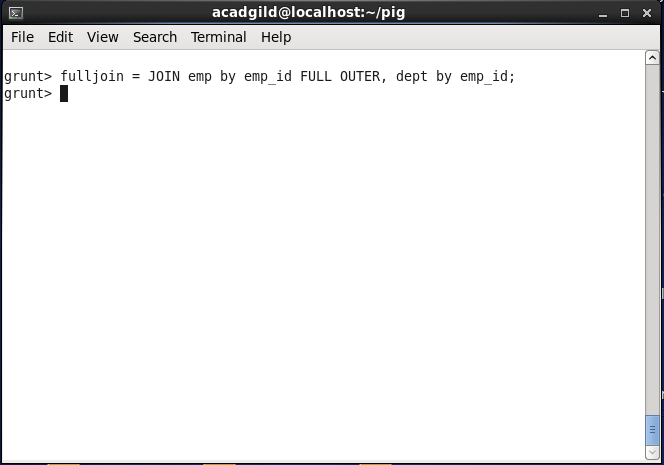 acadgild@localhost:~/pig
File Edit View Search Terminal Help
grunt> fulljoin = JOIN emp by emp_id FULL OUTER, dept by emp_id;
grunt>